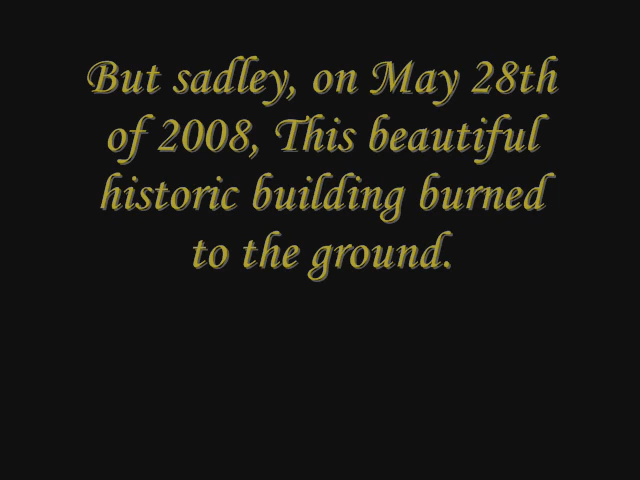 But sadley, on May 28th
of 2008, This beautiful
historic building burned
to the ground.